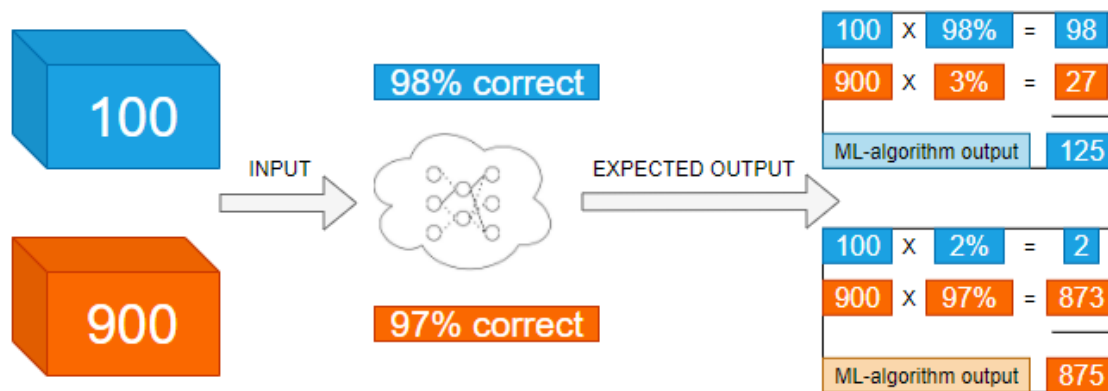 100
900
INPUT
98% correct
97% correct
EXPECTED OUTPUT
100 X 98% = 98
900 X 3% = 27
ML-algorithm output 125
100 X 2% = 2
900 X 97% = 873
ML-algorithm output 875